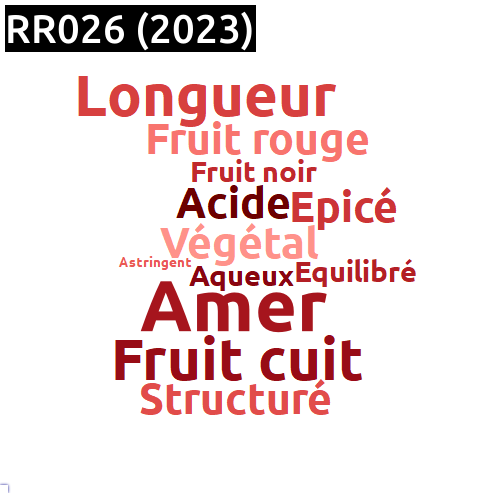 RR026 (2023)
Longueur
Fruit rouge
Fruit noir
Acide Epicé
Végétal
Astringent Aqueux Equilibré
Amer
Fruit cuit
Structuré